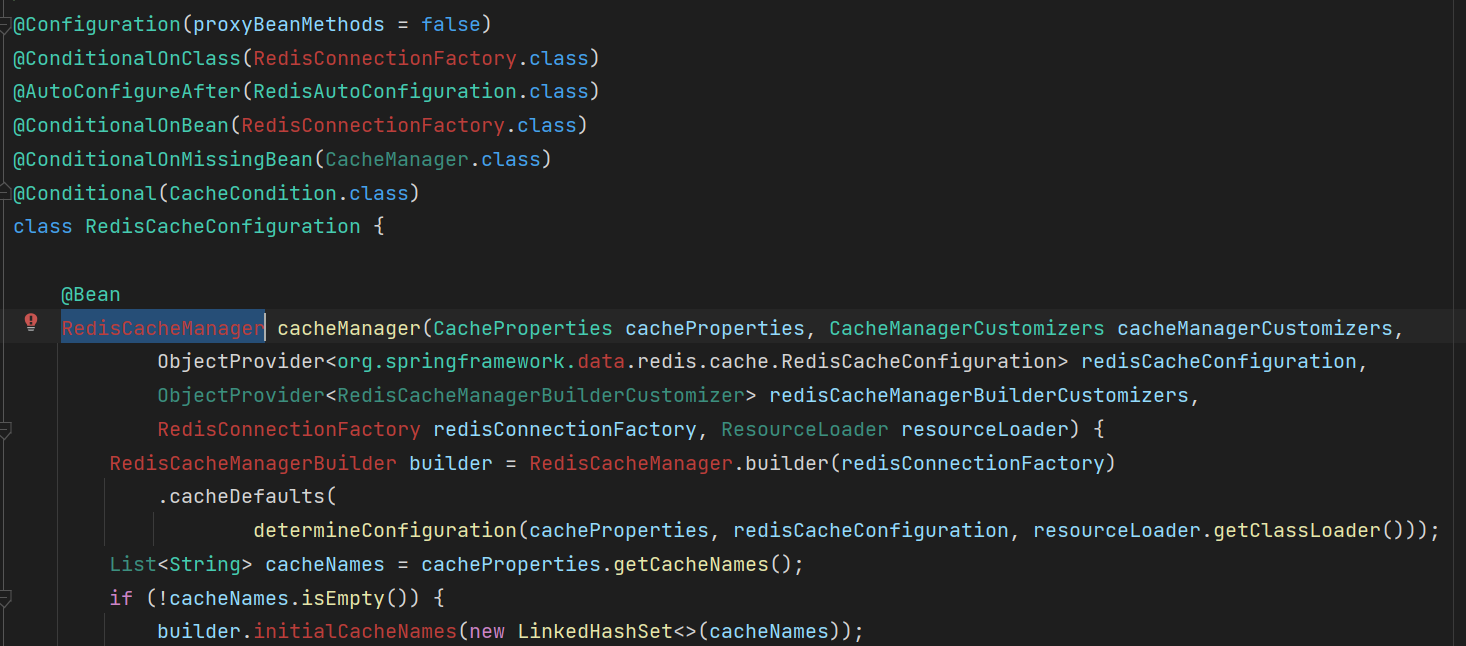 @Configuration(proxyBeanMethods = false)
@ConditionalOnClass(RedisConnectionFactory.class)
@AutoConfigureAfter(RedisAutoConfiguration.class)
@ConditionalOnBean(RedisConnectionFactory.class)
@ConditionalOnMissingBean(CacheManager.class)
@Conditional(CacheCondition.class)
class RedisCacheConfiguration {
@Bean
RedisCacheManager cacheManager(CacheProperties cacheProperties, CacheManagerCustomizers cacheManagerCustomizers,
ObjectProvider<org.springframework.data.redis.cache.RedisCacheConfiguration> redisCacheConfiguration,
ObjectProvider<RedisCacheManagerBuilderCustomizer> redisCacheManagerBuilderCustomizers,
RedisConnectionFactory redisConnectionFactory, ResourceLoader resourceLoader) {
RedisCacheManagerBuilder builder = RedisCacheManager.builder(redisConnectionFactory)
.cacheDefaults(
determineConfiguration(cacheProperties, redisCacheConfiguration, resourceLoader.getClassLoader()));
List<String> cacheNames = cacheProperties.getCacheNames();
if (!cacheNames.isEmpty()) {
builder.initialCacheNames(new LinkedHashSet<>(cacheNames));